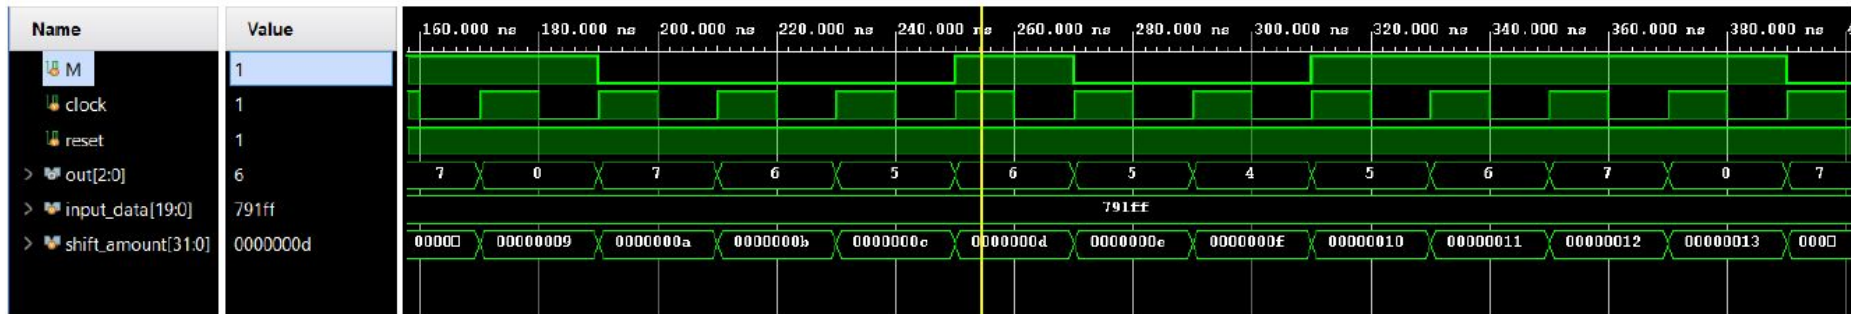 Name Value 160.000 ns 180.000 ns 200.000 ns 220.000 ns 240.000 ns 260.000 ns 280.000 ns 300.000 ns 320.000 ns 340.000 ns 360.000 ns 380.000 ns
M 1
clock 1
reset 1
out[2:0] 6 7 0 7 6 5 6 5 4 5 6 7 0 7
input_data[19:0] 791ff 791ff
shift_amount[31:0] 0000000d 0000 00000009 0000000a 0000000b 0000000c 0000000d 0000000e 0000000f 00000010 00000011 00000012 00000013 000